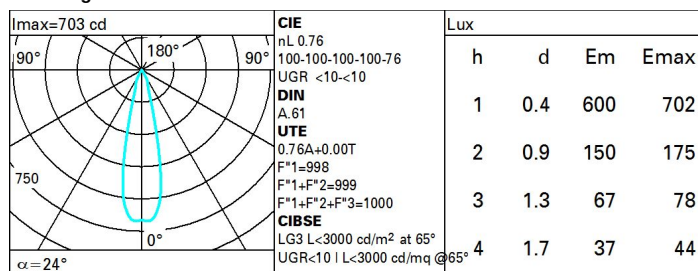 Imax=703 cd
90°
180°
90°
750
0°
α=24°
CIE
nL 0.76
100-100-100-100-76
UGR <10-<10
DIN
A.61
UTE
0.76A+0.00T
F"1=998
F"1+F"2=999
F"1+F"2+F"3=1000
CIBSE
LG3 L<3000 cd/m² at 65°
UGR<10 | L<3000 cd/mq @65°
Lux
h d Em Emax
1 0.4 600 702
2 0.9 150 175
3 1.3 67 78
4 1.7 37 44